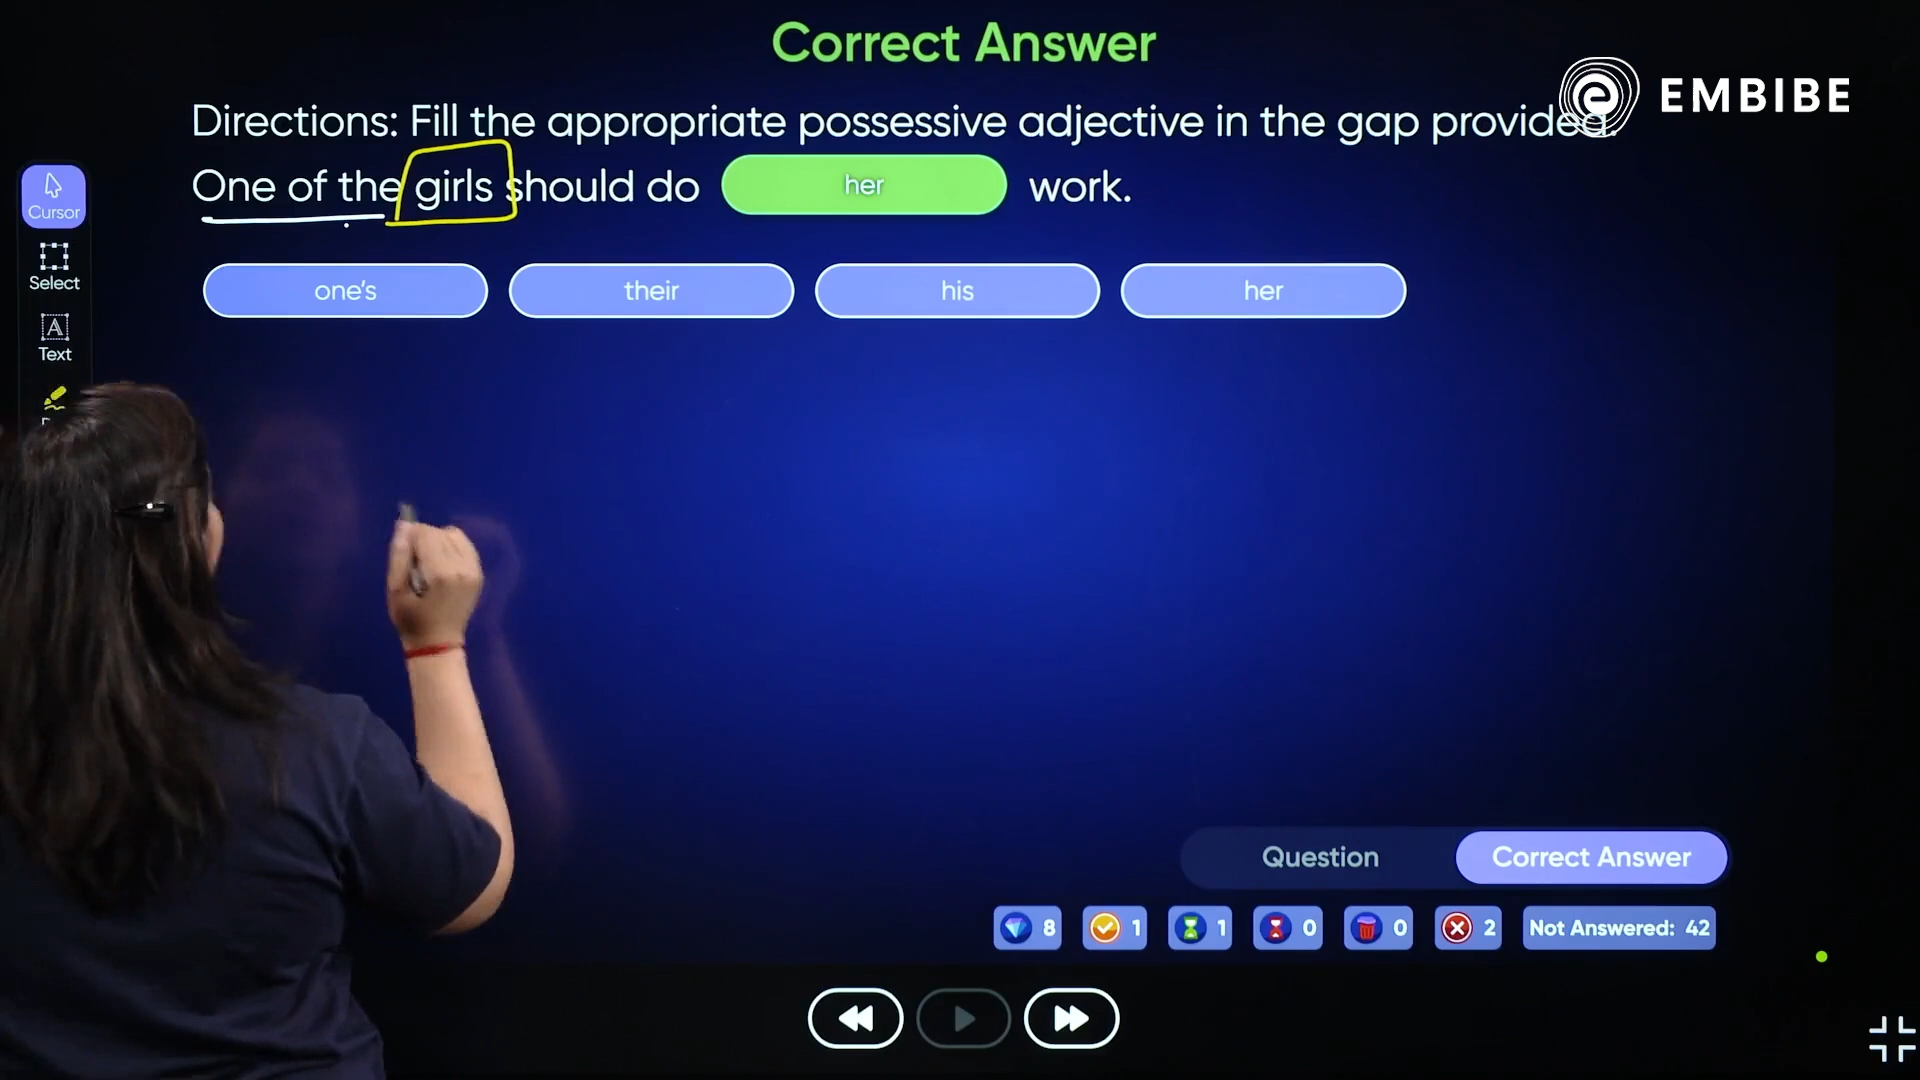 Correct Answer
EMBIBE
Directions: Fill the appropriate possessive adjective in the gap provided.
One of the girls should do her work.
one's their his her
Cursor
Select
Text
Question Correct Answer
8 1 1 0 0 2 Not Answered: 42